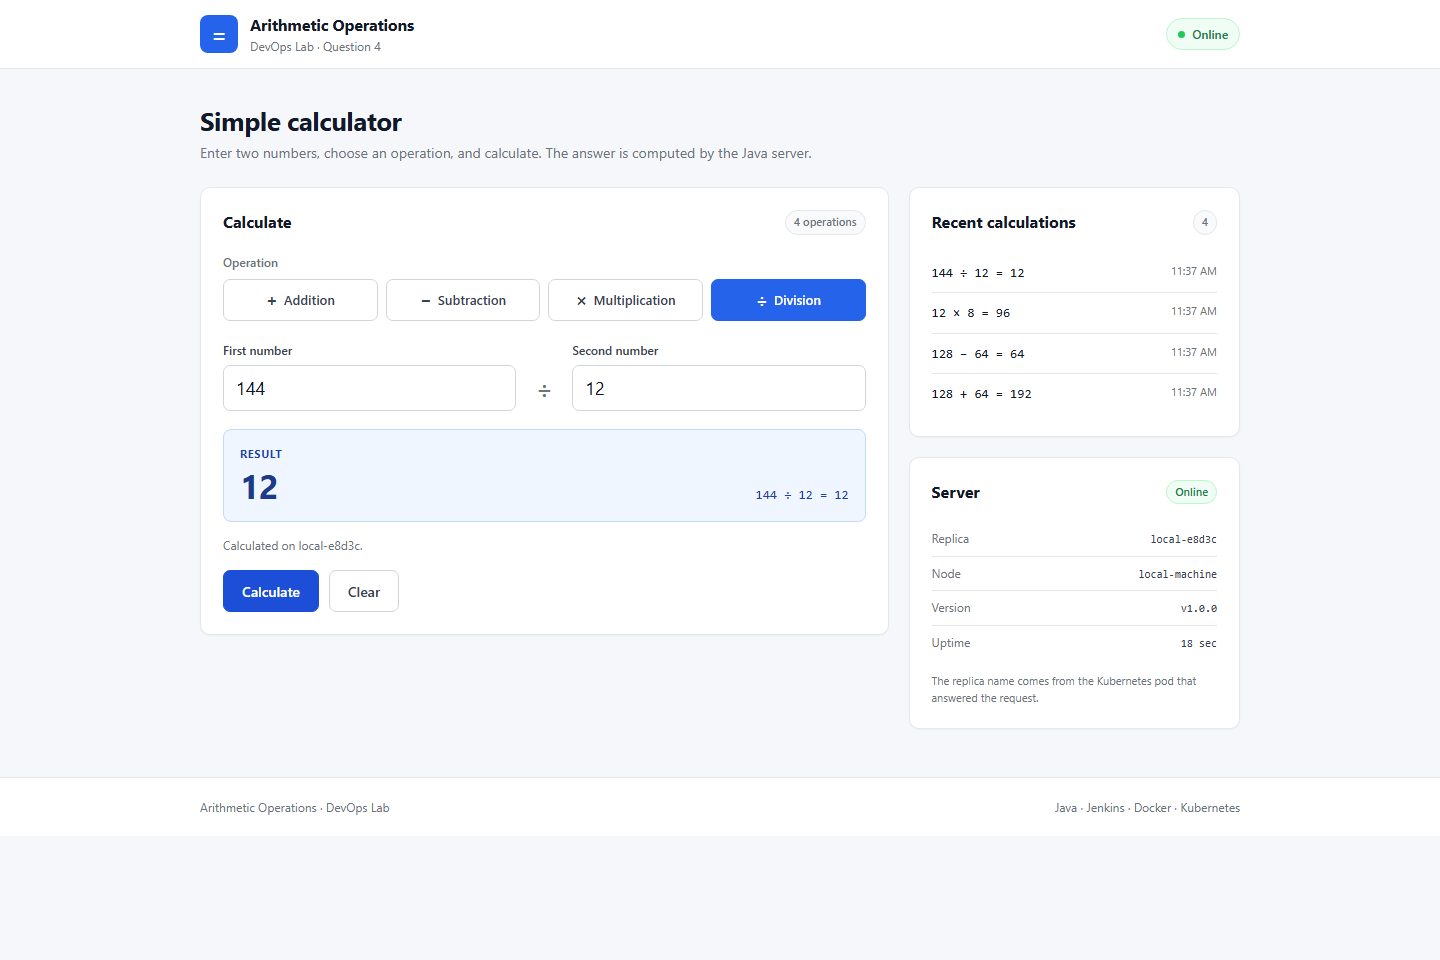 =
Arithmetic Operations
DevOps Lab · Question 4
Online
Simple calculator
Enter two numbers, choose an operation, and calculate. The answer is computed by the Java server.
Calculate
4 operations
Operation
+ Addition
− Subtraction
× Multiplication
÷ Division
First number
Second number
144
÷
12
RESULT
12
144 ÷ 12 = 12
Calculated on local-e8d3c.
Calculate
Clear
Recent calculations
4
144 ÷ 12 = 12 11:37 AM
12 × 8 = 96 11:37 AM
128 − 64 = 64 11:37 AM
128 + 64 = 192 11:37 AM
Server
Online
Replica local-e8d3c
Node local-machine
Version v1.0.0
Uptime 18 sec
The replica name comes from the Kubernetes pod that
answered the request.
Arithmetic Operations · DevOps Lab
Java · Jenkins · Docker · Kubernetes